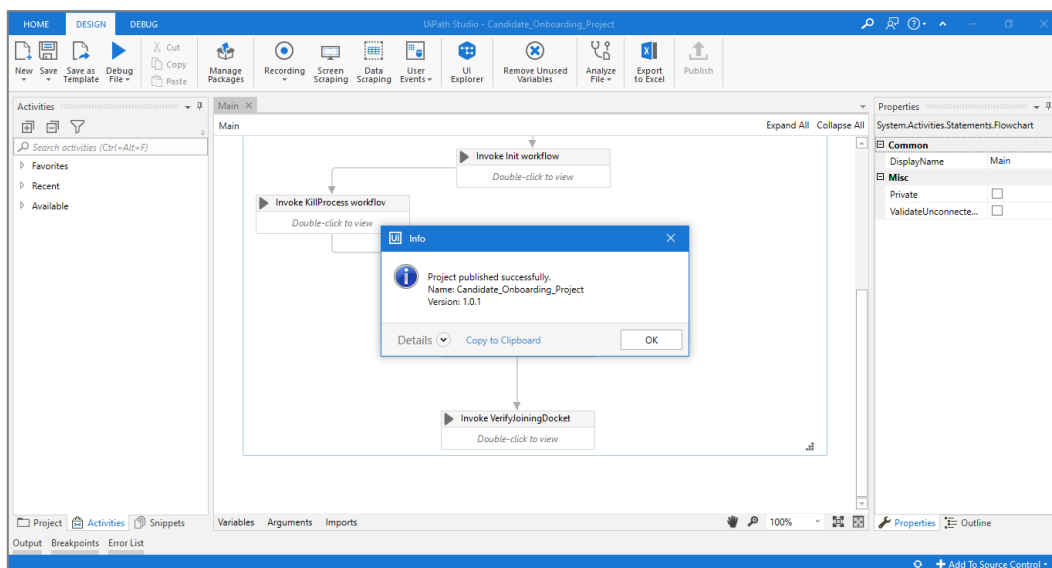 HOME DESIGN DEBUG UiPath Studio - Candidate_Onboarding_Project
New Save Save as Template Debug File Cut Copy Paste Manage Packages Recording Screen Scraping Data Scraping User Events UI Explorer Remove Unused Variables Analyze File Export to Excel Publish
Activities
Search activities (Ctrl+Alt+F)
Favorites
Recent
Available
Main
Main Expand All Collapse All
Invoke Init workflow
Double-click to view
Invoke KillProcess workflov
Double-click to view
Ui Info
Project published successfully.
Name: Candidate_Onboarding_Project
Version: 1.0.1
Details Copy to Clipboard OK
Invoke VerifyJoiningDocket
Double-click to view
Properties
System.Activities.Statements.Flowchart
Common
DisplayName Main
Misc
Private
ValidateUnconnecte...
Project Activities Snippets
Variables Arguments Imports 100%
Properties Outline
Output Breakpoints Error List
Add To Source Control